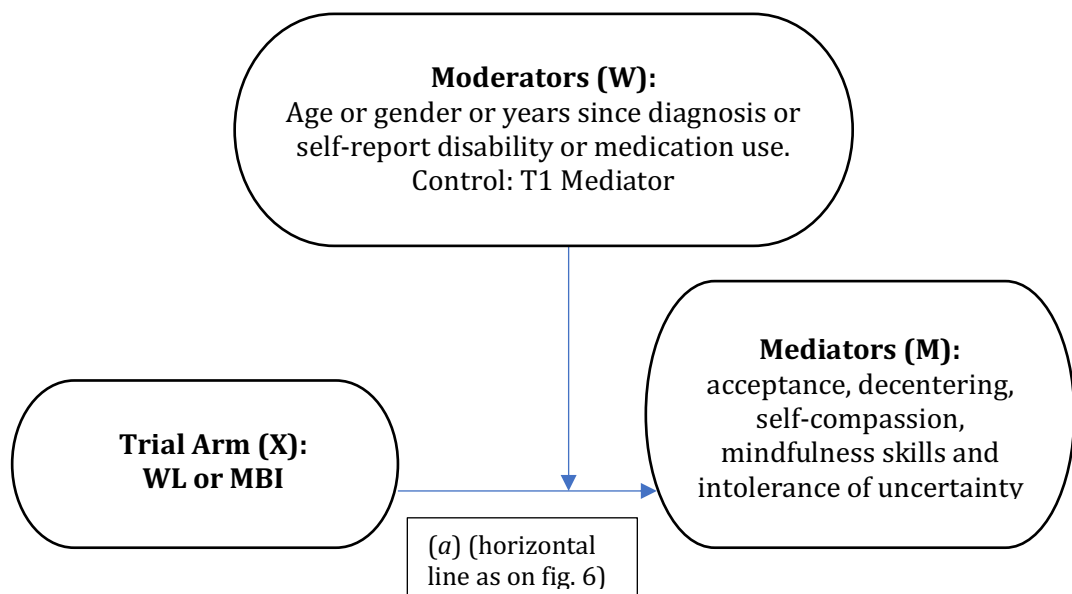 Moderators (W):
Age or gender or years since diagnosis or
self-report disability or medication use.
Control: T1 Mediator
Mediators (M):
acceptance, decentering,
self-compassion,
mindfulness skills and
intolerance of uncertainty
Trial Arm (X):
WL or MBI
(a) (horizontal
line as on fig. 6)